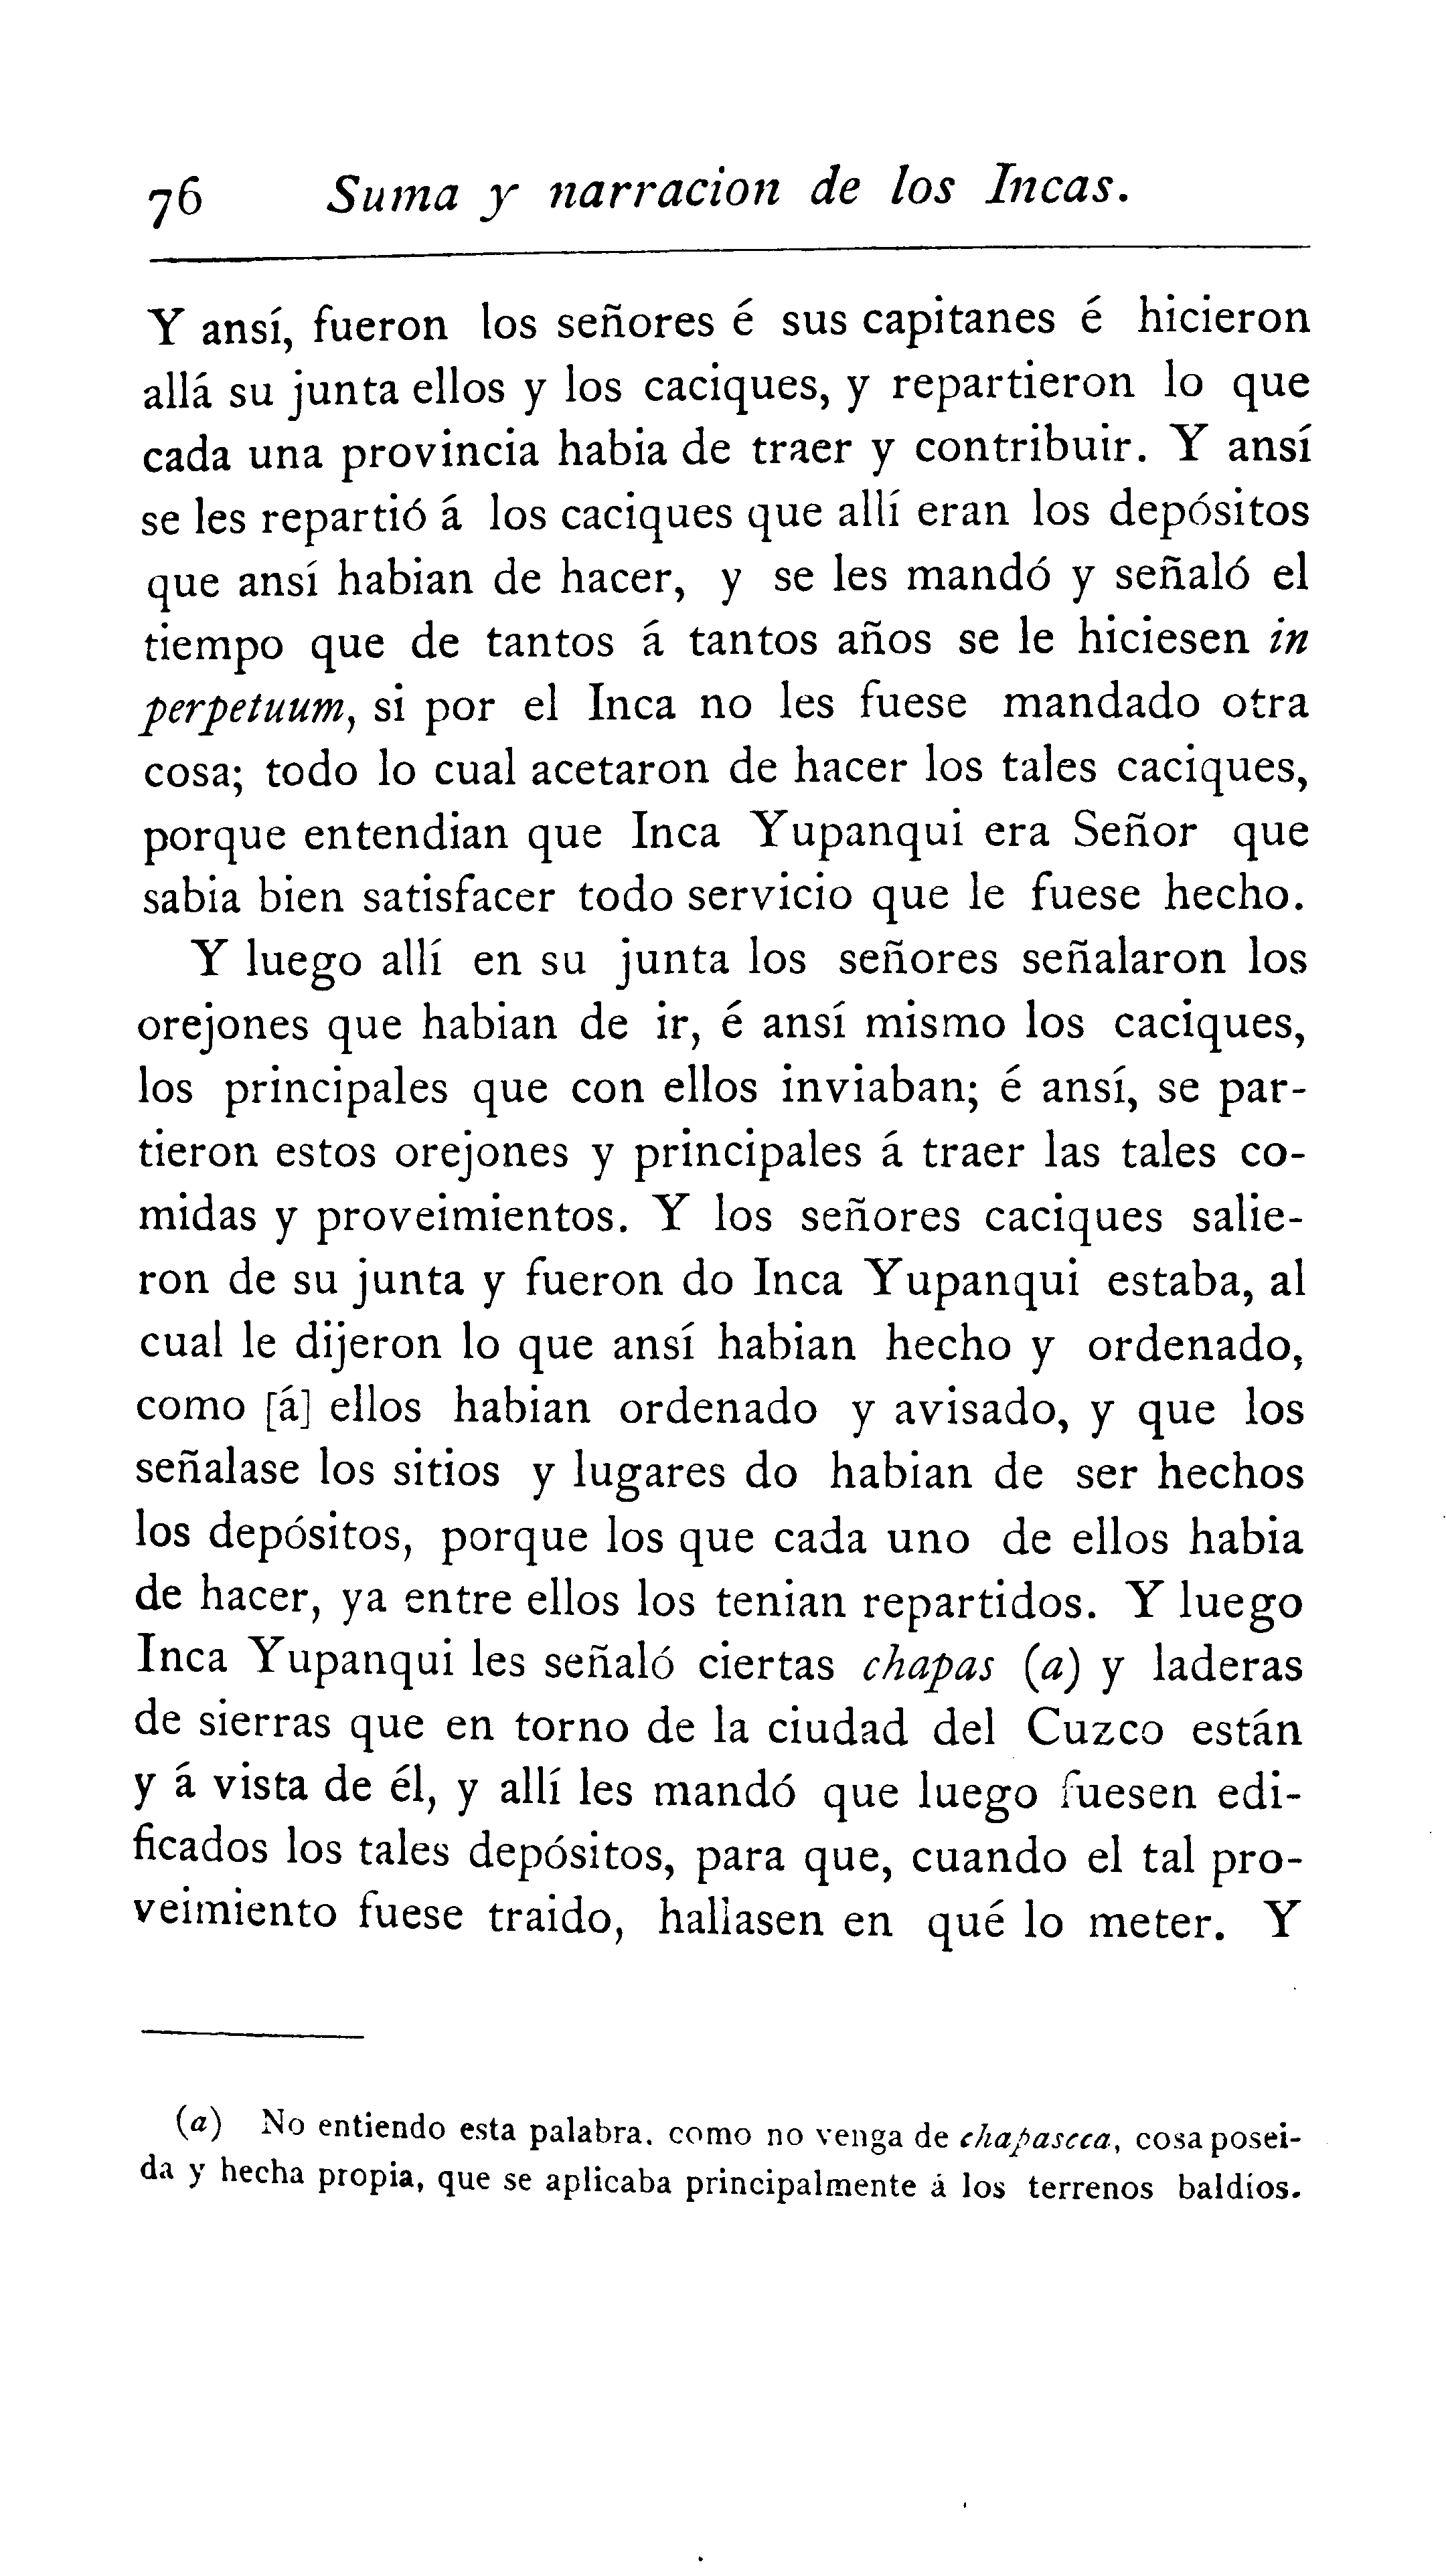 76 Suma y narracion de los Incas.
Y ansí, fueron los señores é sus capitanes é hicieron
allá su junta ellos y los caciques, y repartieron lo que
cada una provincia habia de traer y contribuir. Y ansí
se les repartió á los caciques que allí eran los depósitos
que ansí habian de hacer, y se les mandó y señaló el
tiempo que de tantos á tantos años se le hiciesen in
perpetuum, si por el Inca no les fuese mandado otra
cosa; todo lo cual acetaron de hacer los tales caciques,
porque entendian que Inca Yupanqui era Señor que
sabia bien satisfacer todo servicio que le fuese hecho.
Y luego allí en su junta los señores señalaron los
orejones que habian de ir, é ansí mismo los caciques,
los principales que con ellos inviaban; é ansí, se par-
tieron estos orejones y principales á traer las tales co-
midas y proveimientos. Y los señores caciques salie-
ron de su junta y fueron do Inca Yupanqui estaba, al
cual le dijeron lo que ansí habian hecho y ordenado,
como [á] ellos habian ordenado y avisado, y que los
señalase los sitios y lugares do habian de ser hechos
los depósitos, porque los que cada uno de ellos habia
de hacer, ya entre ellos los tenian repartidos. Y luego
Inca Yupanqui les señaló ciertas chapas (a) y laderas
de sierras que en torno de la ciudad del Cuzco están
y á vista de él, y allí les mandó que luego fuesen edi-
ficados los tales depósitos, para que, cuando el tal pro-
veimiento fuese traido, hallasen en qué lo meter. Y
(a) No entiendo esta palabra. como no venga de chapascca, cosa posei-
da y hecha propia, que se aplicaba principalmente á los terrenos baldíos.